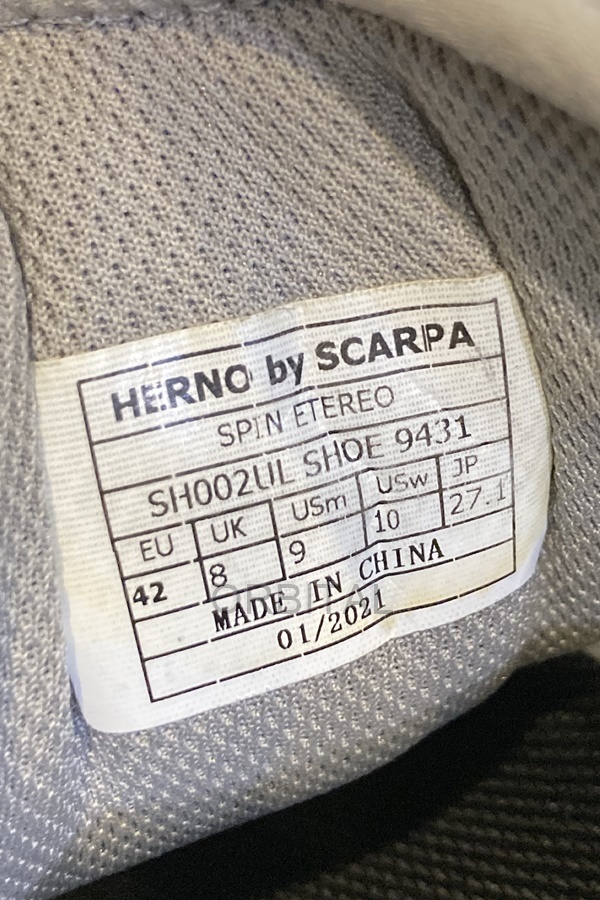 HERNO by SCARPA
SPIN ETEREO
SH002UL SHOE 9431
EU UK USm USw JP
42 8 9 10 27.1
MADE IN CHINA
01/2021
ORBITAL